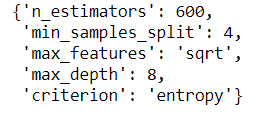 {'n_estimators': 600,
 'min_samples_split': 4,
 'max_features': 'sqrt',
 'max_depth': 8,
 'criterion': 'entropy'}